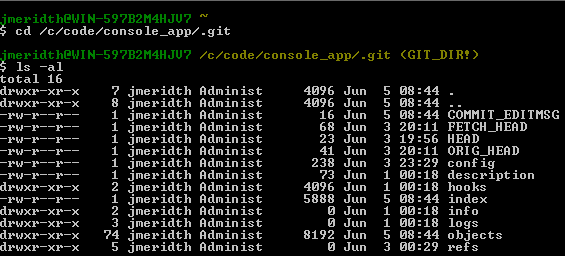 jmeridth@WIN-597B2M4HJV7 ~
$ cd /c/code/console_app/.git
jmeridth@WIN-597B2M4HJV7 /c/code/console_app/.git (GIT_DIR!)
$ ls -al
total 16
drwxr-xr-x 7 jmeridth Administ 4096 Jun 5 08:44 .
drwxr-xr-x 8 jmeridth Administ 4096 Jun 5 08:44 ..
-rw-r--r-- 1 jmeridth Administ 16 Jun 5 08:44 COMMIT_EDITMSG
-rw-r--r-- 1 jmeridth Administ 68 Jun 3 20:11 FETCH_HEAD
-rw-r--r-- 1 jmeridth Administ 23 Jun 3 19:56 HEAD
-rw-r--r-- 1 jmeridth Administ 41 Jun 3 20:11 ORIG_HEAD
-rw-r--r-- 1 jmeridth Administ 238 Jun 3 23:29 config
-rw-r--r-- 1 jmeridth Administ 73 Jun 1 00:18 description
drwxr-xr-x 2 jmeridth Administ 4096 Jun 1 00:18 hooks
-rw-r--r-- 1 jmeridth Administ 5888 Jun 5 08:44 index
drwxr-xr-x 2 jmeridth Administ 0 Jun 1 00:18 info
drwxr-xr-x 3 jmeridth Administ 0 Jun 1 00:18 logs
drwxr-xr-x 74 jmeridth Administ 8192 Jun 5 08:44 objects
drwxr-xr-x 5 jmeridth Administ 0 Jun 3 00:29 refs